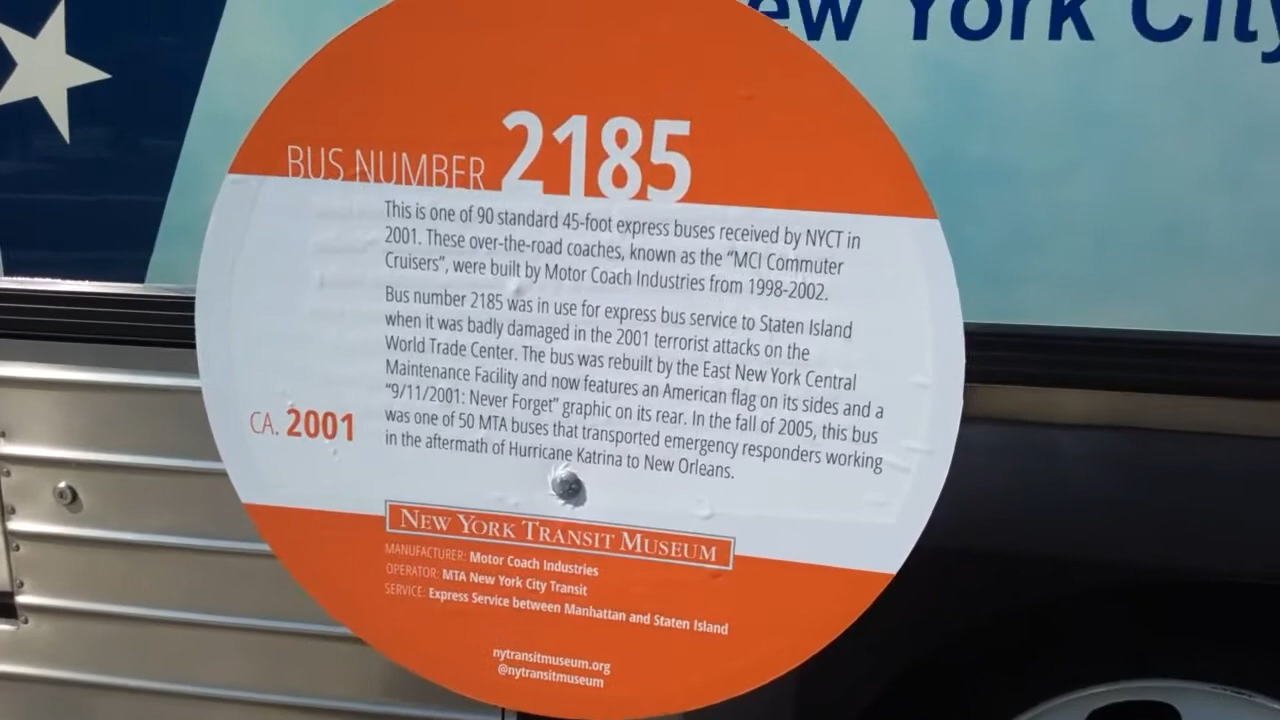 ew York City
BUS NUMBER 2185
This is one of 90 standard 45-foot express buses received by NYCT in
2001. These over-the-road coaches, known as the “MCI Commuter
Cruisers”, were built by Motor Coach Industries from 1998-2002.
Bus number 2185 was in use for express bus service to Staten Island
when it was badly damaged in the 2001 terrorist attacks on the
World Trade Center. The bus was rebuilt by the East New York Central
Maintenance Facility and now features an American flag on its sides and a
“9/11/2001: Never Forget” graphic on its rear. In the fall of 2005, this bus
was one of 50 MTA buses that transported emergency responders working
in the aftermath of Hurricane Katrina to New Orleans.
CA. 2001
NEW YORK TRANSIT MUSEUM
MANUFACTURER: Motor Coach Industries
OPERATOR: MTA New York City Transit
SERVICE: Express Service between Manhattan and Staten Island
nytransitmuseum.org
@nytransitmuseum